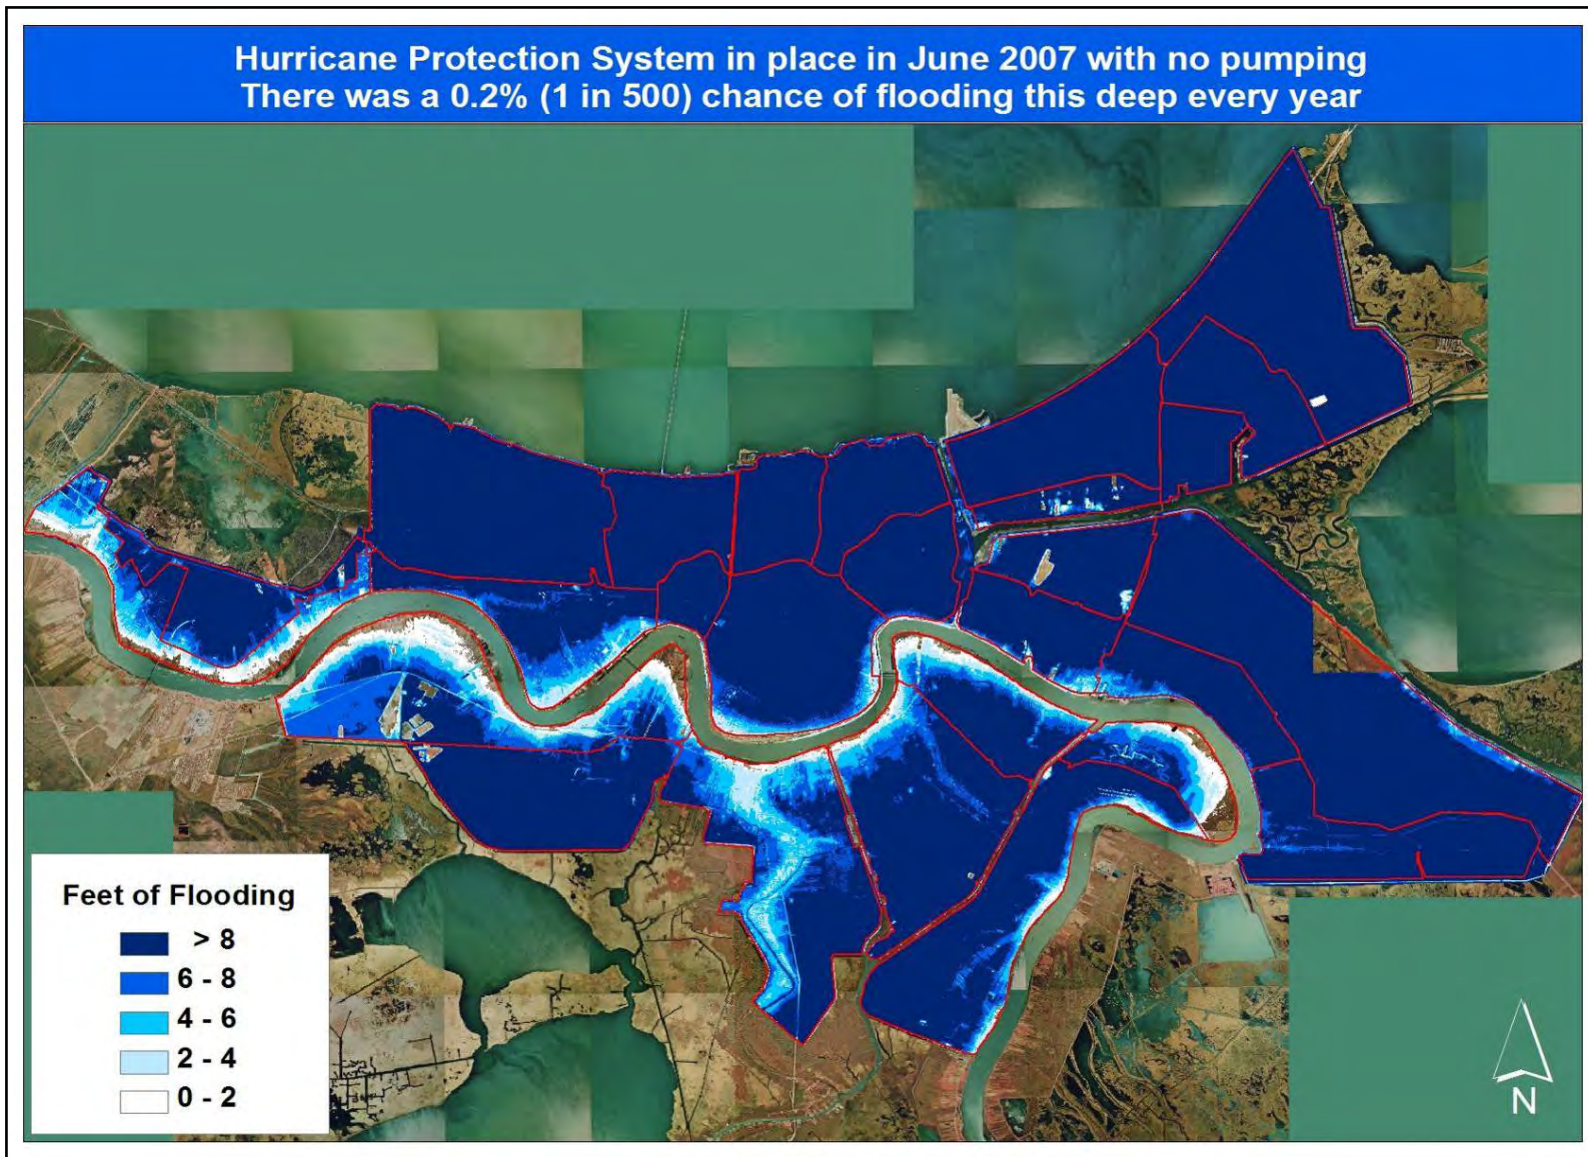 Hurricane Protection System in place in June 2007 with no pumping
There was a 0.2% (1 in 500) chance of flooding this deep every year
Feet of Flooding
> 8
6 - 8
4 - 6
2 - 4
0 - 2
N